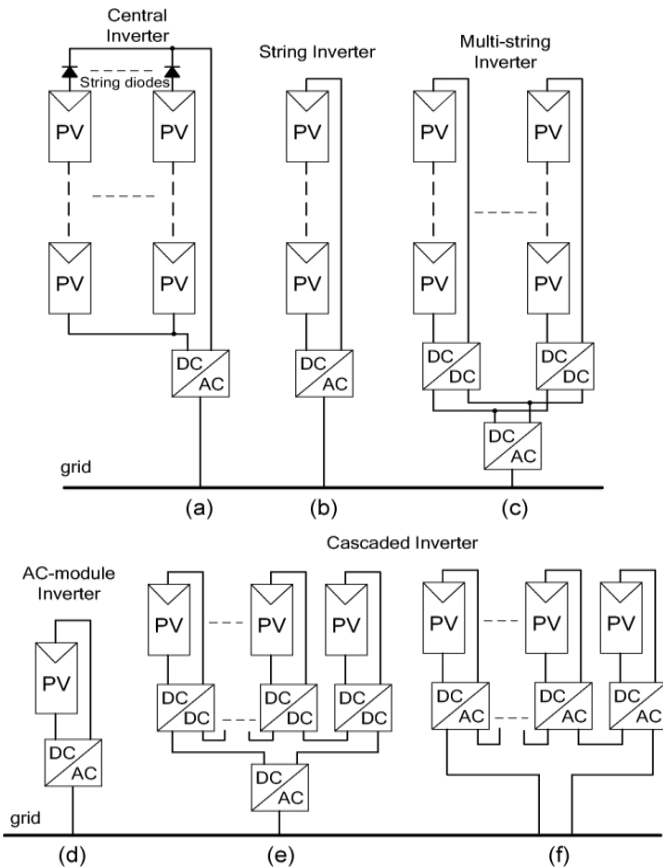 Central
Inverter
String Inverter
Multi-string
Inverter
String diodes
PV
PV
PV
PV
PV
PV
PV
PV
PV
PV
DC
DC
DC
DC
DC
AC
DC
AC
DC
AC
grid
(a)
(b)
(c)
Cascaded Inverter
AC-module
Inverter
PV
PV
PV
PV
PV
PV
PV
DC
DC
DC
DC
DC
DC
DC
AC
DC
AC
DC
AC
DC
AC
DC
AC
grid
(d)
(e)
(f)